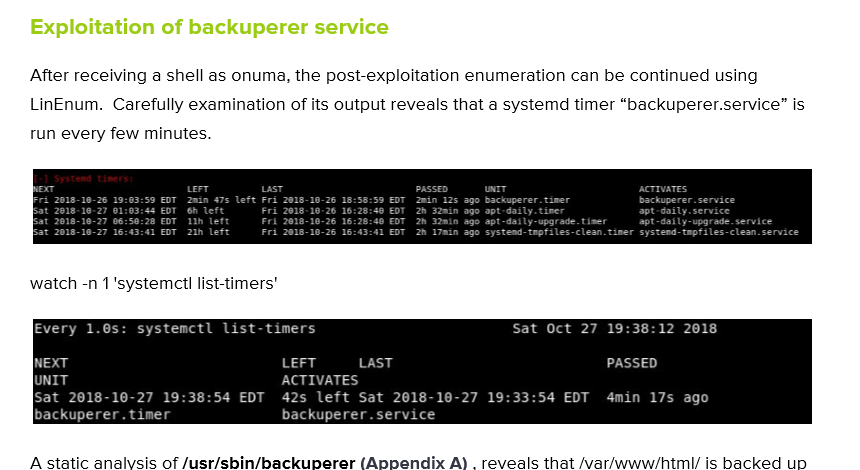 Exploitation of backuperer service
After receiving a shell as onuma, the post-exploitation enumeration can be continued using
LinEnum.  Carefully examination of its output reveals that a systemd timer “backuperer.service” is
run every few minutes.
[-] Systemd timers:
NEXT LEFT LAST PASSED UNIT ACTIVATES
Fri 2018-10-26 19:03:59 EDT 2min 47s left Fri 2018-10-26 18:58:59 EDT 2min 12s ago backuperer.timer backuperer.service
Sat 2018-10-27 01:03:44 EDT 6h left Fri 2018-10-26 16:28:40 EDT 2h 32min ago apt-daily.timer apt-daily.service
Sat 2018-10-27 06:50:28 EDT 11h left Fri 2018-10-26 16:28:40 EDT 2h 32min ago apt-daily-upgrade.timer apt-daily-upgrade.service
Sat 2018-10-27 16:43:41 EDT 21h left Fri 2018-10-26 16:43:41 EDT 2h 17min ago systemd-tmpfiles-clean.timer systemd-tmpfiles-clean.service
watch -n 1 'systemctl list-timers'
Every 1.0s: systemctl list-timers Sat Oct 27 19:38:12 2018
NEXT LEFT LAST PASSED
UNIT ACTIVATES
Sat 2018-10-27 19:38:54 EDT 42s left Sat 2018-10-27 19:33:54 EDT 4min 17s ago
backuperer.timer backuperer.service
A static analysis of /usr/sbin/backuperer (Appendix A) , reveals that /var/www/html/ is backed up